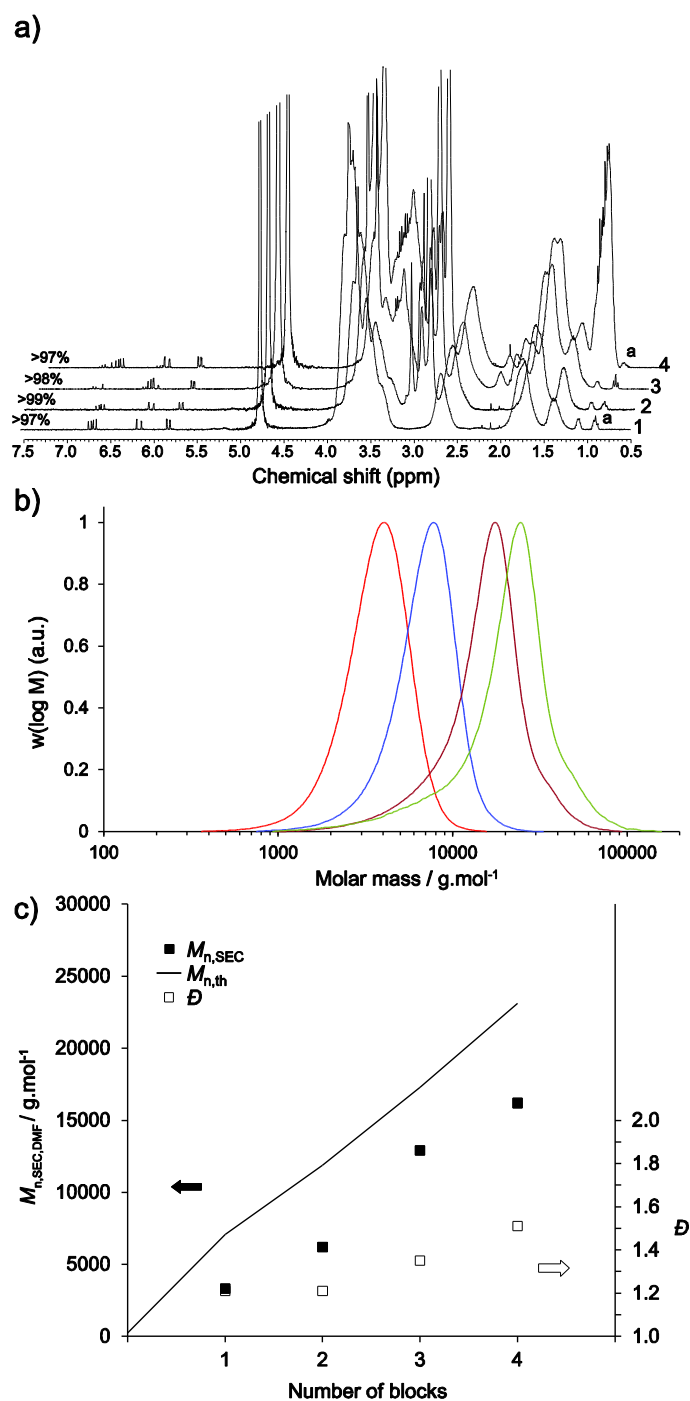 a)
a
>97% 4
>98% 3
>99% 2
>97% a 1
7.5 7.0 6.5 6.0 5.5 5.0 4.5 4.0 3.5 3.0 2.5 2.0 1.5 1.0 0.5
Chemical shift (ppm)
b)
1
0.8
0.6
0.4
0.2
0
w(log M) (a.u.)
100 1000 10000 100000
Molar mass / g.mol-1
c)
30000
25000
20000
15000
10000
5000
0
Mn,SEC,DMF / g.mol-1
Mn,SEC
Mn,th
Đ
2.0
1.8
1.6
1.4
1.2
1.0
Đ
1 2 3 4
Number of blocks